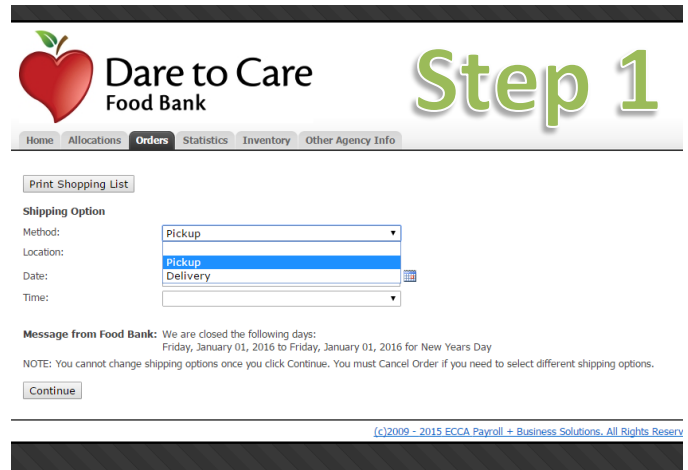 Dare to Care
Food Bank
Step 1
Home Allocations Orders Statistics Inventory Other Agency Info
Print Shopping List
Shipping Option
Method: Pickup
Location:
Pickup
Date: Delivery
Time:
Message from Food Bank: We are closed the following days:
Friday, January 01, 2016 to Friday, January 01, 2016 for New Years Day
NOTE: You cannot change shipping options once you click Continue. You must Cancel Order if you need to select different shipping options.
Continue
(c)2009 - 2015 ECCA Payroll + Business Solutions. All Rights Reserv